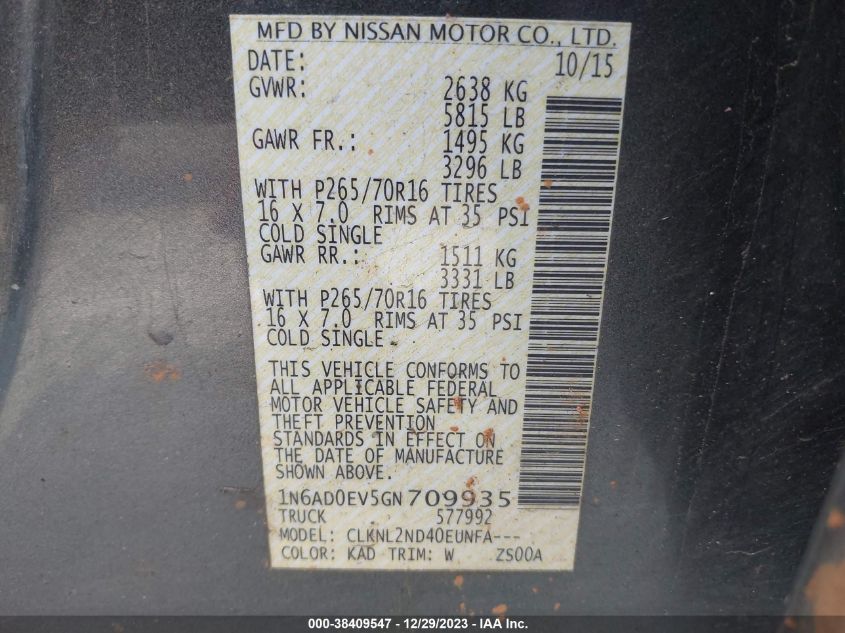 MFD BY NISSAN MOTOR CO., LTD.
DATE: 10/15
GVWR: 2638 KG
5815 LB
GAWR FR.: 1495 KG
3296 LB
WITH P265/70R16 TIRES
16 X 7.0 RIMS AT 35 PSI
COLD SINGLE
GAWR RR.: 1511 KG
3331 LB
WITH P265/70R16 TIRES
16 X 7.0 RIMS AT 35 PSI
COLD SINGLE
THIS VEHICLE CONFORMS TO
ALL APPLICABLE FEDERAL
MOTOR VEHICLE SAFETY AND
THEFT PREVENTION
STANDARDS IN EFFECT ON
THE DATE OF MANUFACTURE
SHOWN ABOVE.
1N6AD0EV5GN709935
TRUCK 577992
MODEL: CLKNL2ND40EUNFA---
COLOR: KAD TRIM: W ZS00A
000-38409547 - 12/29/2023 - IAA Inc.